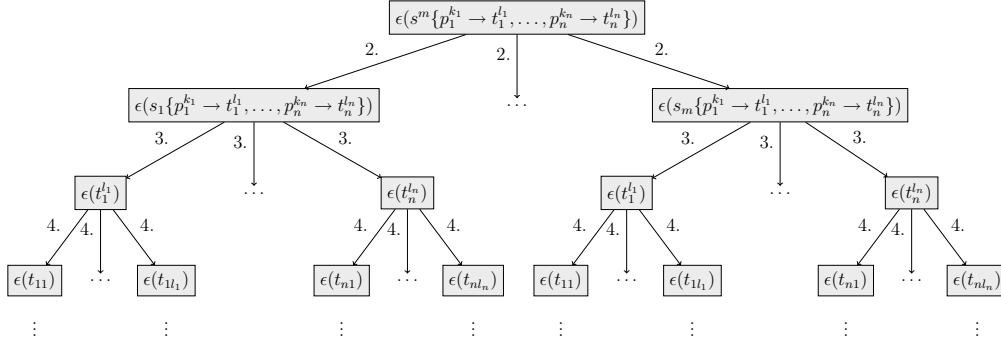 ϵ(s^m{p_1^{k_1} → t_1^{l_1}, …, p_n^{k_n} → t_n^{l_n}})
2. 2. 2.
ϵ(s_1{p_1^{k_1} → t_1^{l_1}, …, p_n^{k_n} → t_n^{l_n}}) … ϵ(s_m{p_1^{k_1} → t_1^{l_1}, …, p_n^{k_n} → t_n^{l_n}})
3. 3. 3. 3. 3. 3.
ϵ(t_1^{l_1}) … ϵ(t_n^{l_n}) ϵ(t_1^{l_1}) … ϵ(t_n^{l_n})
4. 4. 4. 4. 4. 4. 4. 4. 4. 4. 4. 4.
ϵ(t_{11}) … ϵ(t_{1l_1}) ϵ(t_{n1}) … ϵ(t_{nl_n}) ϵ(t_{11}) … ϵ(t_{1l_1}) ϵ(t_{n1}) … ϵ(t_{nl_n})
⋮ ⋮ ⋮ ⋮ ⋮ ⋮ ⋮ ⋮